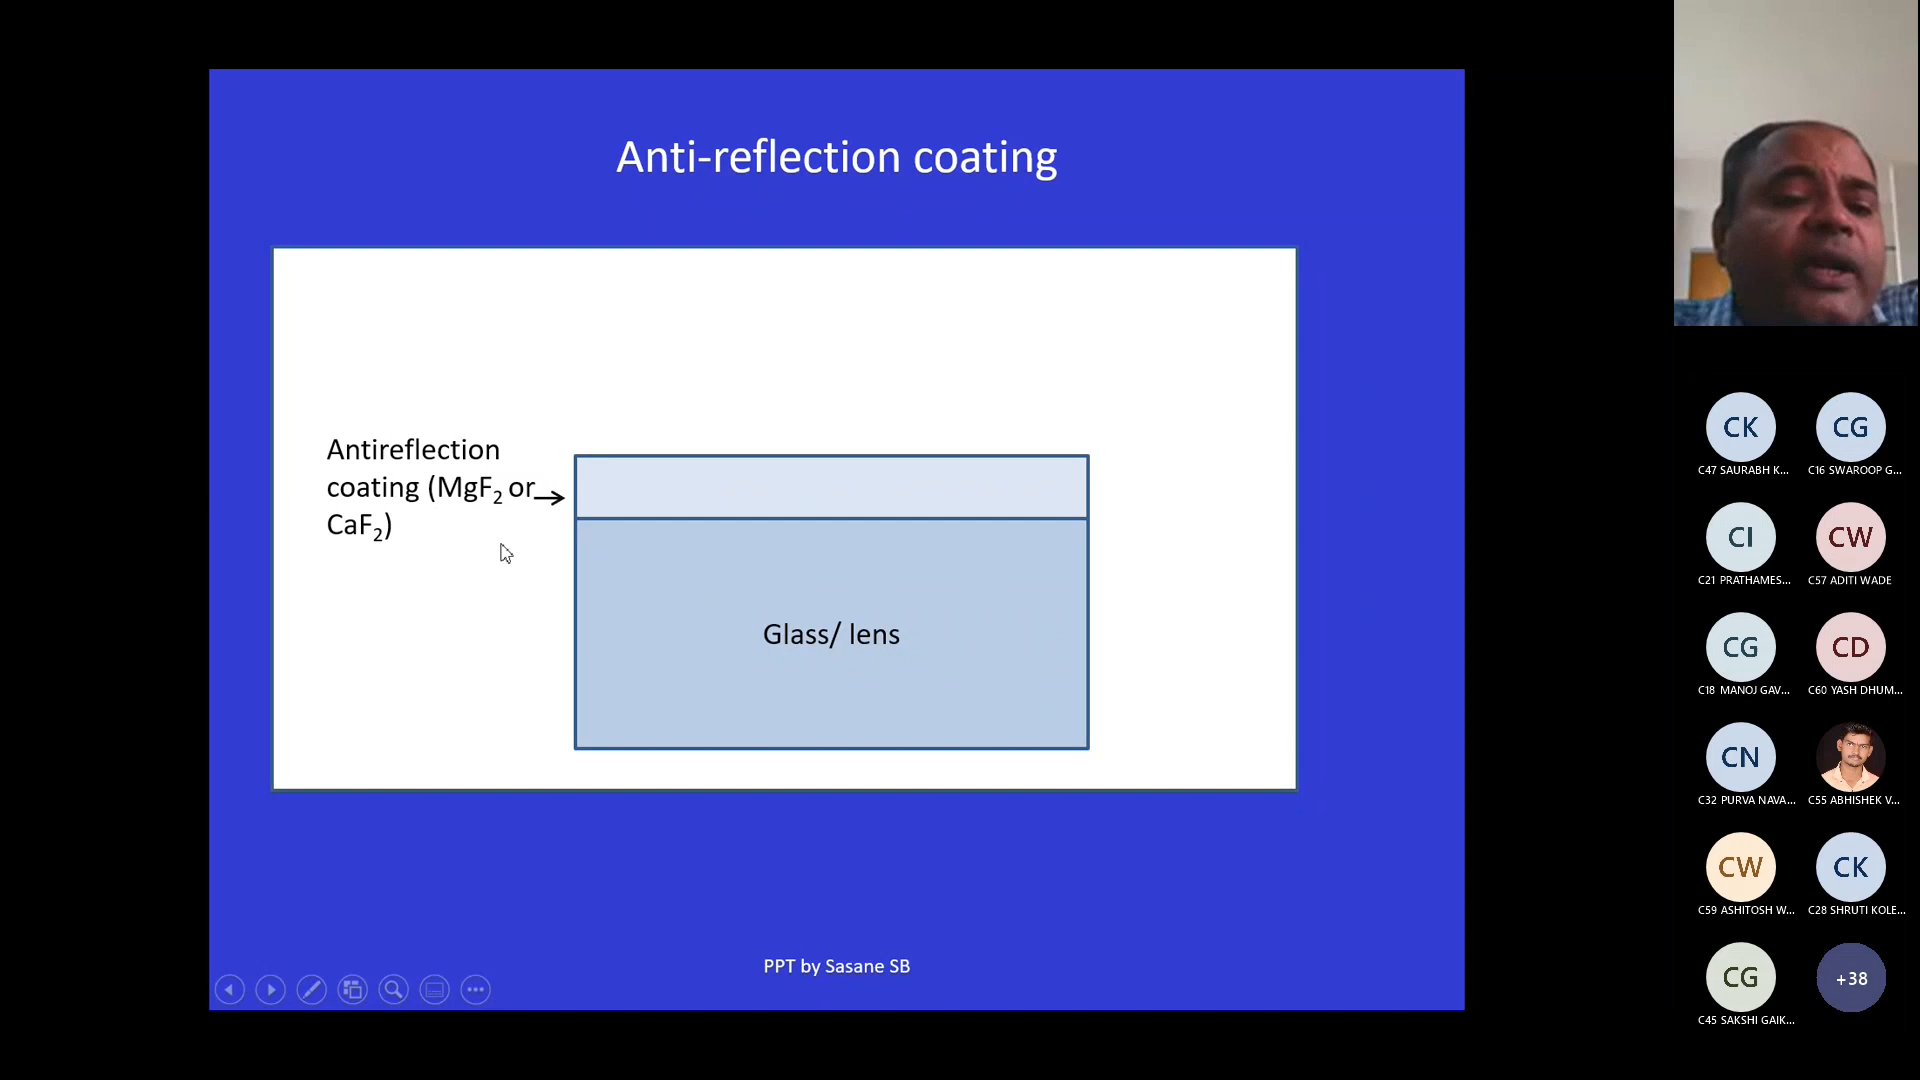 Anti-reflection coating
Antireflection
coating (MgF₂ or
CaF₂)
Glass/ lens
PPT by Sasane SB
CK
CG
C47 SAURABH K...
C16 SWAROOP G...
CI
CW
C21 PRATHAMES...
C57 ADITI WADE
CG
CD
C18 MANOJ GAV...
C60 YASH DHUM...
CN
C32 PURVA NAVA...
C55 ABHISHEK V...
CW
CK
C59 ASHITOSH W...
C28 SHRUTI KOLE...
CG
+38
C45 SAKSHI GAIK...